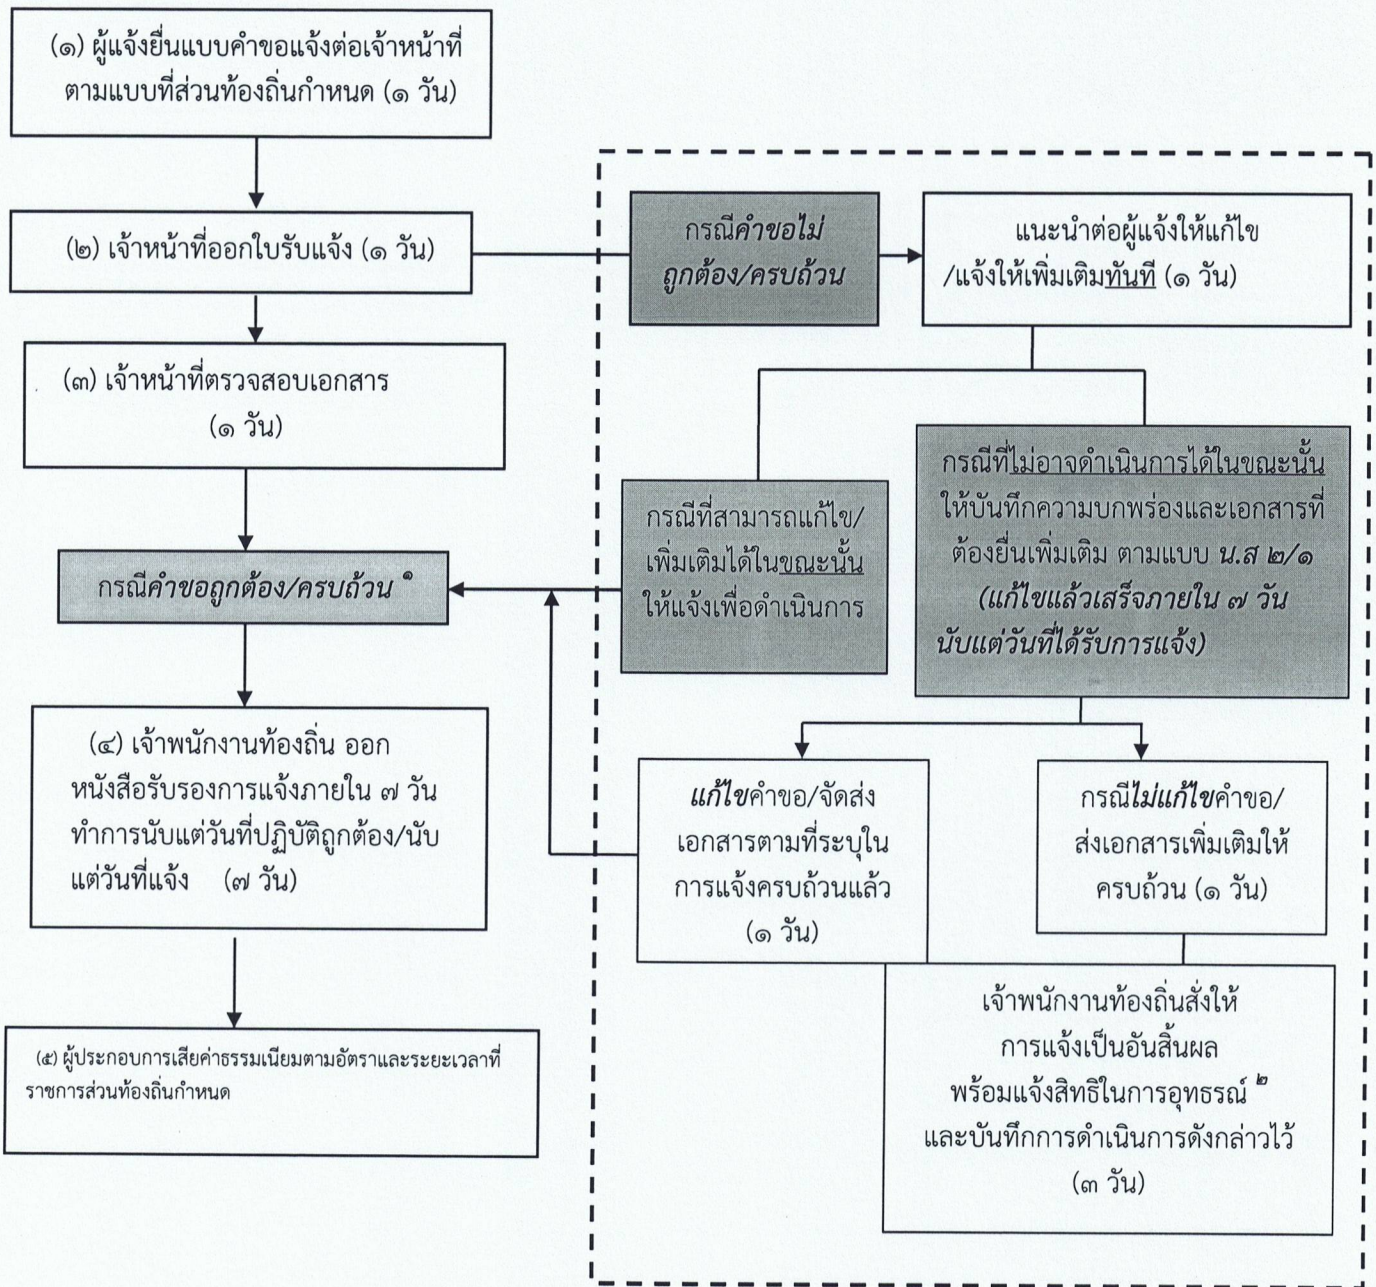 (๑) ผู้แจ้งยื่นแบบคำขอแจ้งต่อเจ้าหน้าที่
ตามแบบที่ส่วนท้องถิ่นกำหนด (๑ วัน)
(๒) เจ้าหน้าที่ออกใบรับแจ้ง (๑ วัน)
(๓) เจ้าหน้าที่ตรวจสอบเอกสาร
(๑ วัน)
กรณีคำขอถูกต้อง/ครบถ้วน ๑
(๔) เจ้าพนักงานท้องถิ่น ออก
หนังสือรับรองการแจ้งภายใน ๗ วัน
ทำการนับแต่วันที่ปฏิบัติถูกต้อง/นับ
แต่วันที่แจ้ง (๗ วัน)
(๕) ผู้ประกอบการเสียค่าธรรมเนียมตามอัตราและระยะเวลาที่
ราชการส่วนท้องถิ่นกำหนด
กรณีคำขอไม่
ถูกต้อง/ครบถ้วน
แนะนำต่อผู้แจ้งให้แก้ไข
/แจ้งให้เพิ่มเติมทันที (๑ วัน)
กรณีที่สามารถแก้ไข/
เพิ่มเติมได้ในขณะนั้น
ให้แจ้งเพื่อดำเนินการ
กรณีที่ไม่อาจดำเนินการได้ในขณะนั้น
ให้บันทึกความบกพร่องและเอกสารที่
ต้องยื่นเพิ่มเติม ตามแบบ น.ส ๒/๑
(แก้ไขแล้วเสร็จภายใน ๗ วัน
นับแต่วันที่ได้รับการแจ้ง)
แก้ไขคำขอ/จัดส่ง
เอกสารตามที่ระบุใน
การแจ้งครบถ้วนแล้ว
(๑ วัน)
กรณีไม่แก้ไขคำขอ/
ส่งเอกสารเพิ่มเติมให้
ครบถ้วน (๑ วัน)
เจ้าพนักงานท้องถิ่นสั่งให้
การแจ้งเป็นอันสิ้นผล
พร้อมแจ้งสิทธิในการอุทธรณ์ ๒
และบันทึกการดำเนินการดังกล่าวไว้
(๓ วัน)